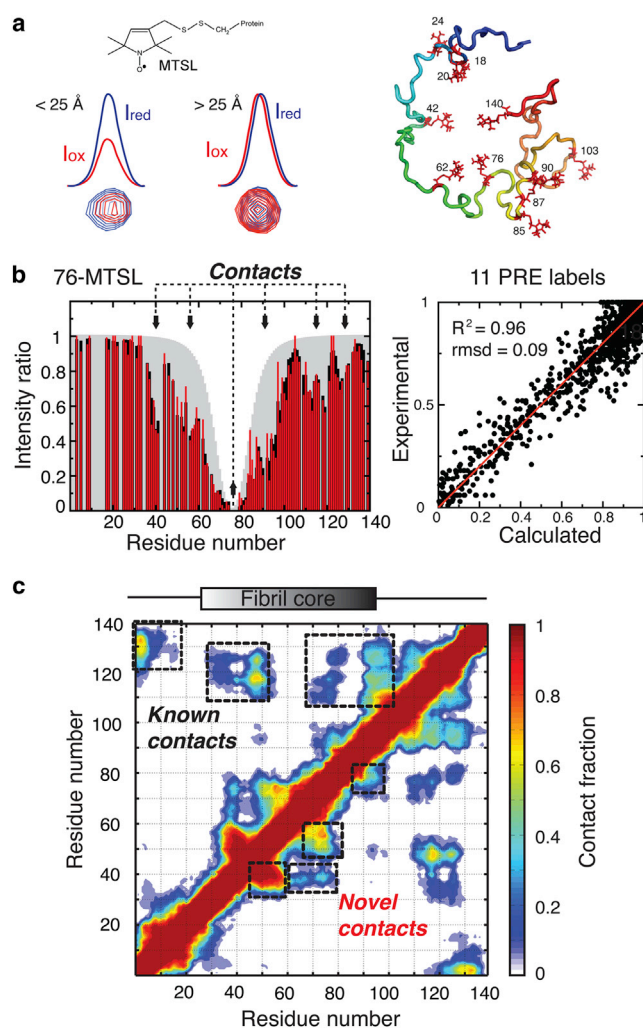 a
S
S
CH2
Protein
N
O•
MTSL
< 25 Å
Ired
Iox
> 25 Å
Ired
Iox
24
18
20
42
140
62
76
90
103
87
85
b
76-MTSL
Contacts
Intensity ratio
1
0.8
0.6
0.4
0.2
0
20 40 60 80 100 120 140
Residue number
11 PRE labels
R2 = 0.96
rmsd = 0.09
Experimental
1
0.5
0
0 0.2 0.4 0.6 0.8 1
Calculated
c
Fibril core
Residue number
140
120
100
80
60
40
20
Known
contacts
Novel
contacts
20 40 60 80 100 120 140
Residue number
1
0.8
0.6
0.4
0.2
0
Contact fraction